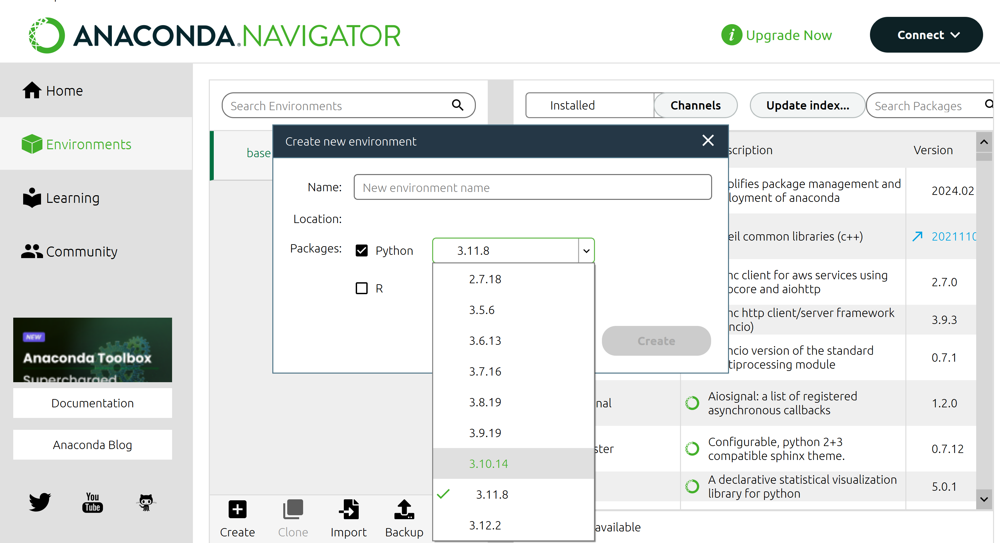 ANACONDA.NAVIGATOR
Upgrade Now
Connect
Home
Environments
Learning
Community
NEW
Anaconda Toolbox
Supercharged
Documentation
Anaconda Blog
You
Tube
Search Environments
Installed
Channels
Update index...
Search Packages
base
scription
Version
Create new environment
Name:
New environment name
Location:
Packages:
Python
3.11.8
R
2.7.18
3.5.6
3.6.13
3.7.16
3.8.19
3.9.19
3.10.14
3.11.8
3.12.2
Create
plifies package management and
loyment of anaconda
2024.02
eil common libraries (c++)
2021110
nc client for aws services using
ocore and aiohttp
2.7.0
nc http client/server framework
ncio)
3.9.3
ncio version of the standard
tiprocessing module
0.7.1
nal
Aiosignal: a list of registered
asynchronous callbacks
1.2.0
ster
Configurable, python 2+3
compatible sphinx theme.
0.7.12
A declarative statistical visualization
library for python
5.0.1
Create
Clone
Import
Backup
available